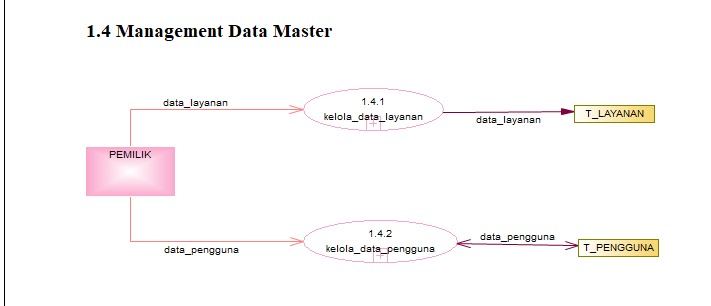 1.4 Management Data Master
data_layanan
1.4.1
kelola_data_layanan
data_layanan
T_LAYANAN
PEMILIK
data_pengguna
1.4.2
kelola_data_pengguna
data_pengguna
T_PENGGUNA